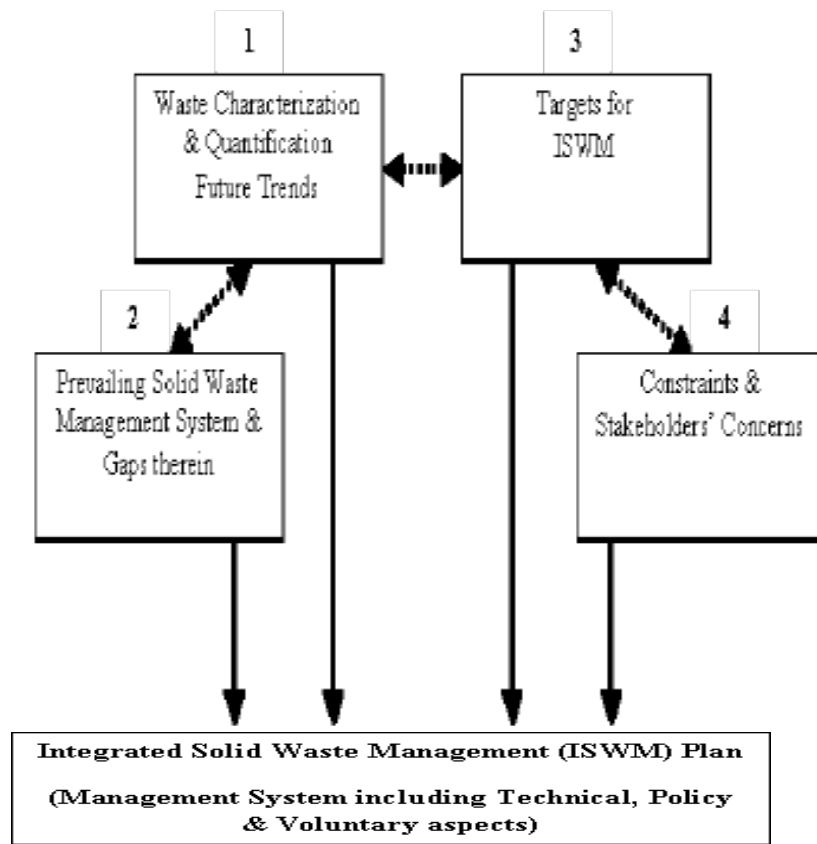 1
Waste Characterization
& Quantification
Future Trends
3
Targets for
ISWM
2
Prevailing Solid Waste
Management System &
Gaps therein
4
Constraints &
Stakeholders' Concerns
Integrated Solid Waste Management (ISWM) Plan
(Management System including Technical, Policy
& Voluntary aspects)